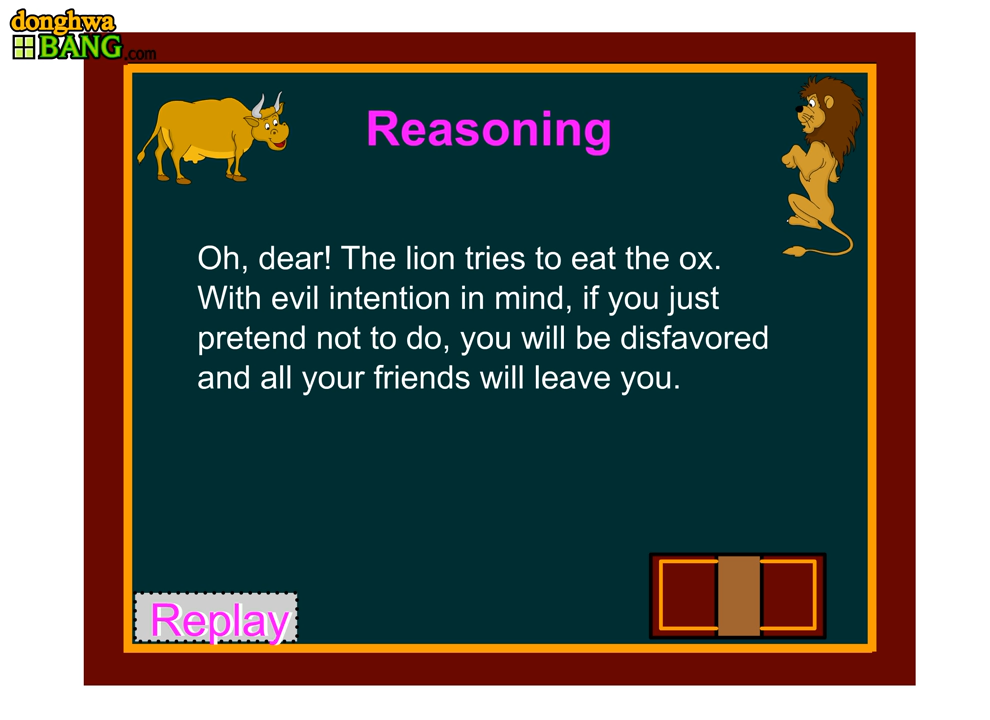 donghwa
BANG.com
Reasoning
Oh, dear! The lion tries to eat the ox.
With evil intention in mind, if you just
pretend not to do, you will be disfavored
and all your friends will leave you.
Replay